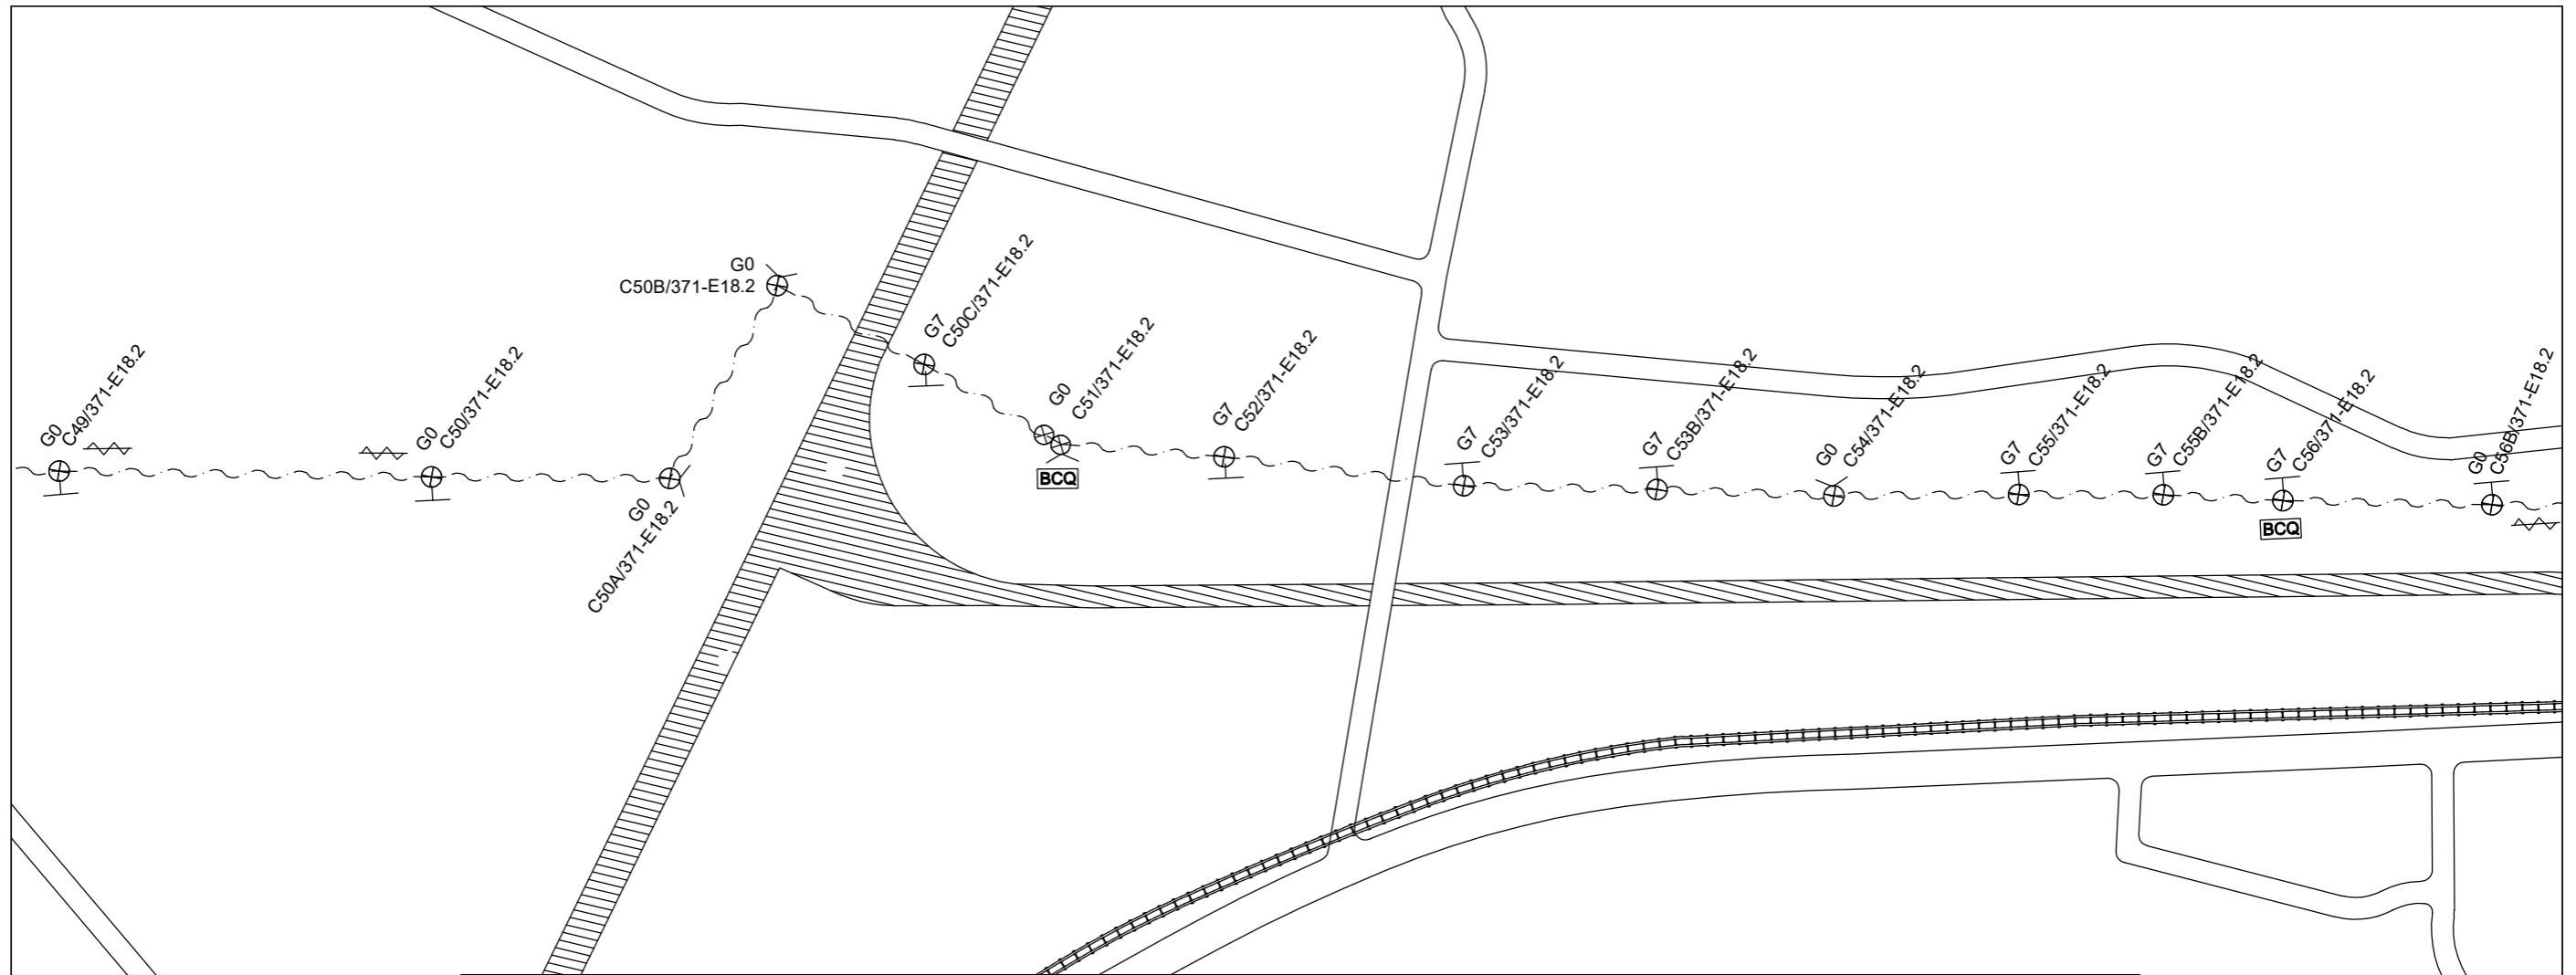 G0
C49/371-E18.2
G0
C50/371-E18.2
G0
C50A/371-E18.2
G0
C50B/371-E18.2
G7
C50C/371-E18.2
G0
C51/371-E18.2
BCQ
G7
C52/371-E18.2
G7
C53/371-E18.2
G7
C53B/371-E18.2
G0
C54/371-E18.2
G7
C55/371-E18.2
G7
C55B/371-E18.2
G7
C56/371-E18.2
BCQ
G0
C56B/371-E18.2